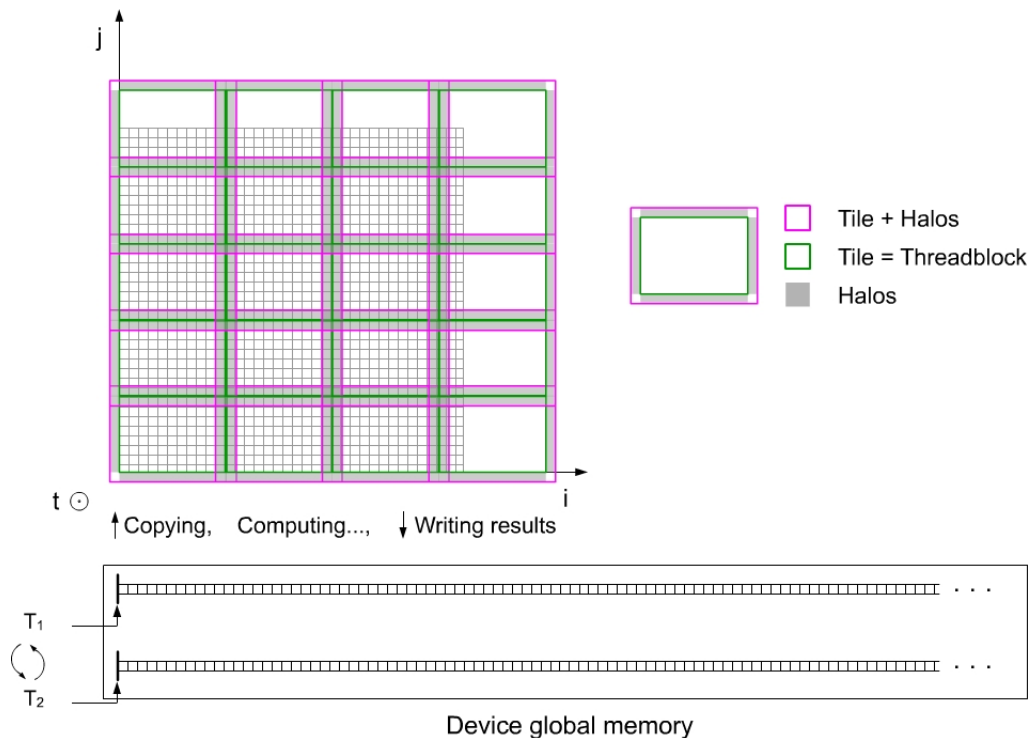 j
Tile + Halos
Tile = Threadblock
Halos
t
i
Copying, Computing..., Writing results
T₁
. . .
T₂
. . .
Device global memory